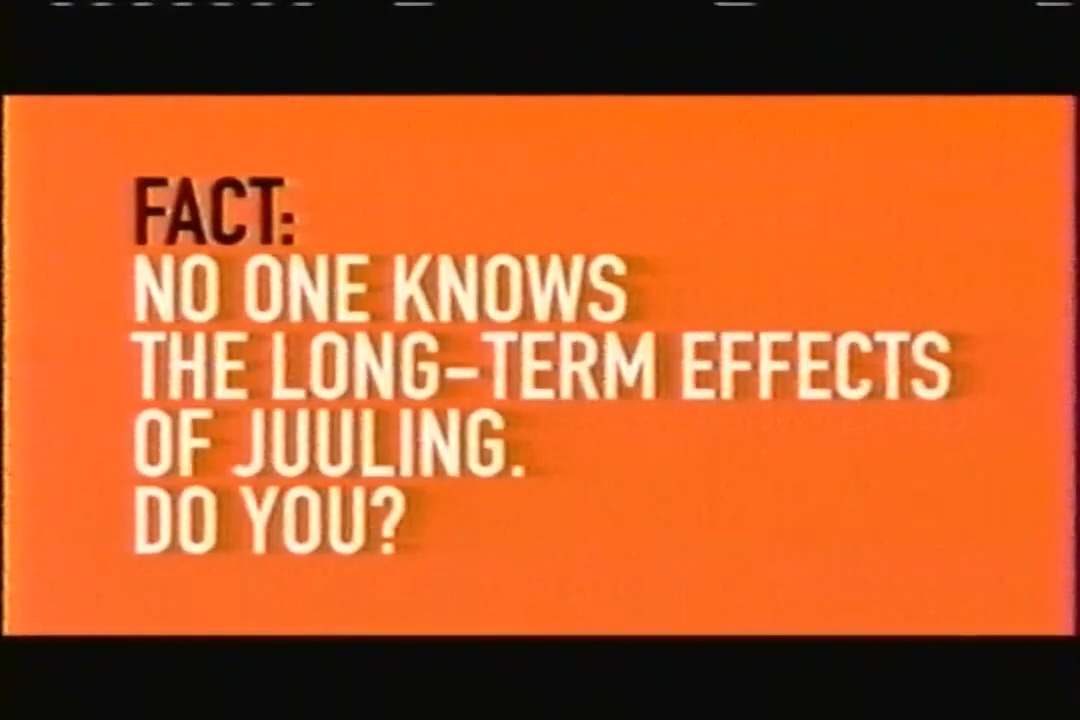 FACT:
NO ONE KNOWS
THE LONG-TERM EFFECTS
OF JUULING.
DO YOU?